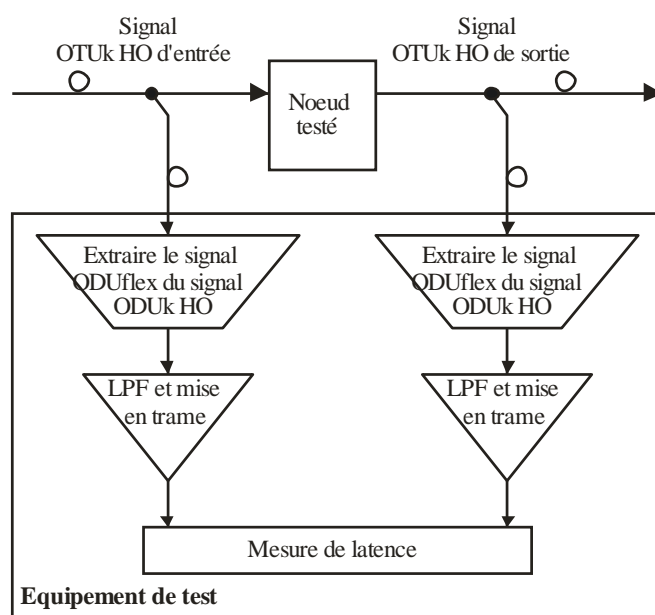 Signal
OTUk HO d'entrée
Signal
OTUk HO de sortie
Noeud
testé
Extraire le signal
ODUflex du signal
ODUk HO
Extraire le signal
ODUflex du signal
ODUk HO
LPF et mise
en trame
LPF et mise
en trame
Mesure de latence
Equipement de test